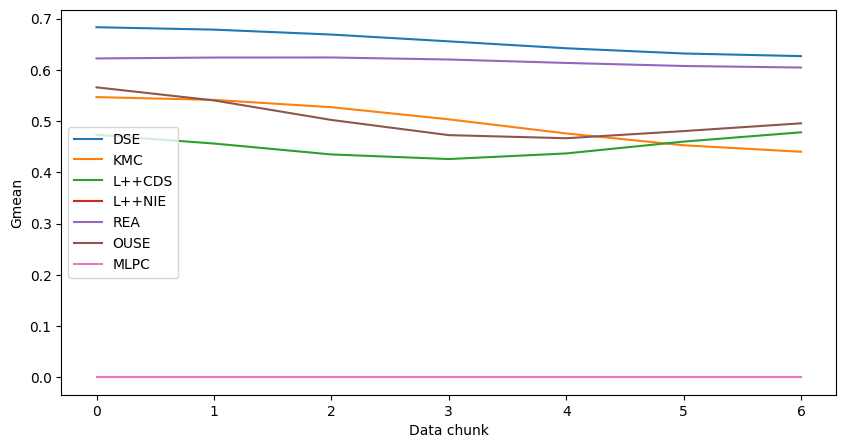 0.7
0.6
0.5
0.4
0.3
0.2
0.1
0.0
Gmean
DSE
KMC
L++CDS
L++NIE
REA
OUSE
MLPC
0 1 2 3 4 5 6
Data chunk